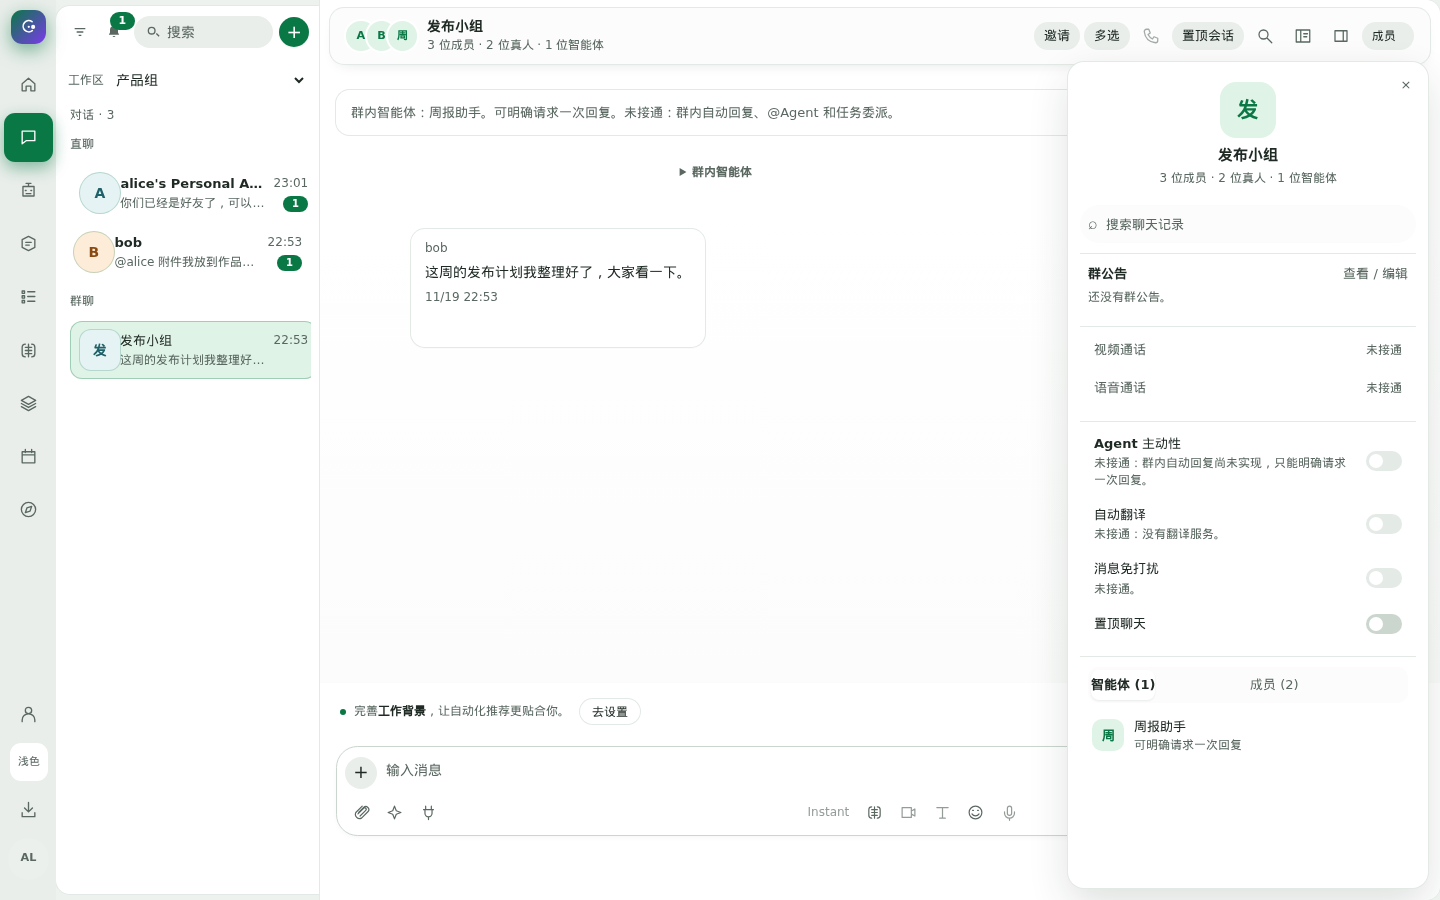 1
搜索
工作区 产品组
对话 · 3
直聊
A
alice's Personal A... 23:01
你们已经是好友了，可以... 1
B
bob 22:53
@alice 附件我放到作品... 1
群聊
发
发布小组 22:53
这周的发布计划我整理好...
浅色
AL
A B 周
发布小组
3 位成员 · 2 位真人 · 1 位智能体
邀请 多选 置顶会话 成员
群内智能体：周报助手。可明确请求一次回复。未接通：群内自动回复、@Agent 和任务委派。
群内智能体
bob
这周的发布计划我整理好了，大家看一下。
11/19 22:53
完善工作背景，让自动化推荐更贴合你。 去设置
输入消息
Instant
发
发布小组
3 位成员 · 2 位真人 · 1 位智能体
搜索聊天记录
群公告 查看 / 编辑
还没有群公告。
视频通话 未接通
语音通话 未接通
Agent 主动性
未接通：群内自动回复尚未实现，只能明确请求
一次回复。
自动翻译
未接通：没有翻译服务。
消息免打扰
未接通。
置顶聊天
智能体 (1) 成员 (2)
周
周报助手
可明确请求一次回复